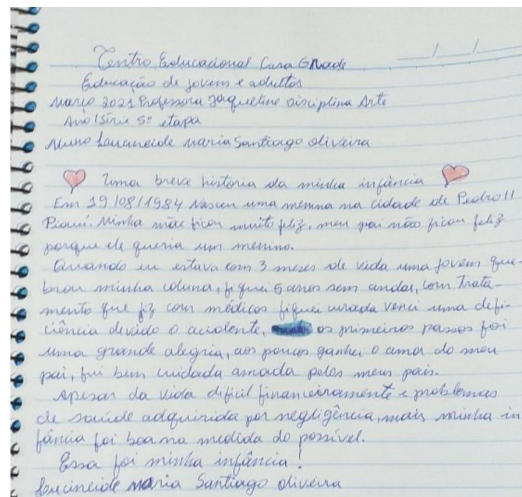 Centro Educacional Casa Grande
Educação de jovens e adultos
Março 2021 Professora Jaqueline disciplina Arte
Ano/Série 5ª etapa
Aluno Leucineide Maria Santiago oliveira
Uma breve história da minha infância
Em 19/08/1984 Nasceu uma menina na cidade de Pedro II
Piauí. Minha mãe ficou muito feliz, meu pai não ficou feliz
porque ele queria um menino.
Quando eu estava com 3 meses de vida uma jovem que-
brou minha coluna, fiquei 5 anos sem andar, com trata-
mento que fiz com médicos fiquei curada venci uma defi-
ciência devido o acidente, os primeiros passos foi
uma grande alegria, aos poucos ganhei o amor do meu
pai, fui bem cuidada amada pelos meus pais.
Apesar da vida difícil financeiramente e problemas
de saúde adquirida por negligência, mais minha in
fância foi boa na medida do possível.
Essa foi minha infância!
Leucineide Maria Santiago oliveira